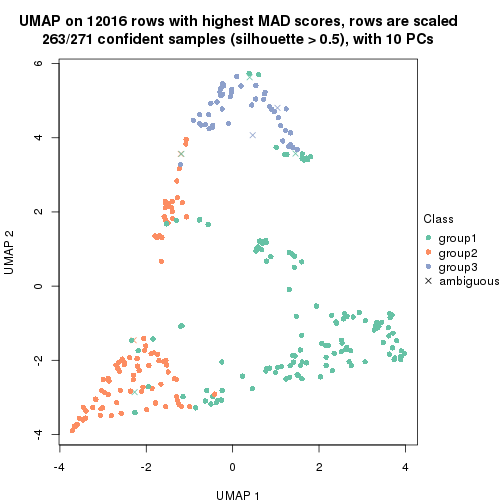 UMAP on 12016 rows with highest MAD scores, rows are scaled
263/271 confident samples (silhouette > 0.5), with 10 PCs
6
4
2
0
-2
-4
UMAP 2
-4
-2
0
2
4
UMAP 1
Class
group1
group2
group3
ambiguous